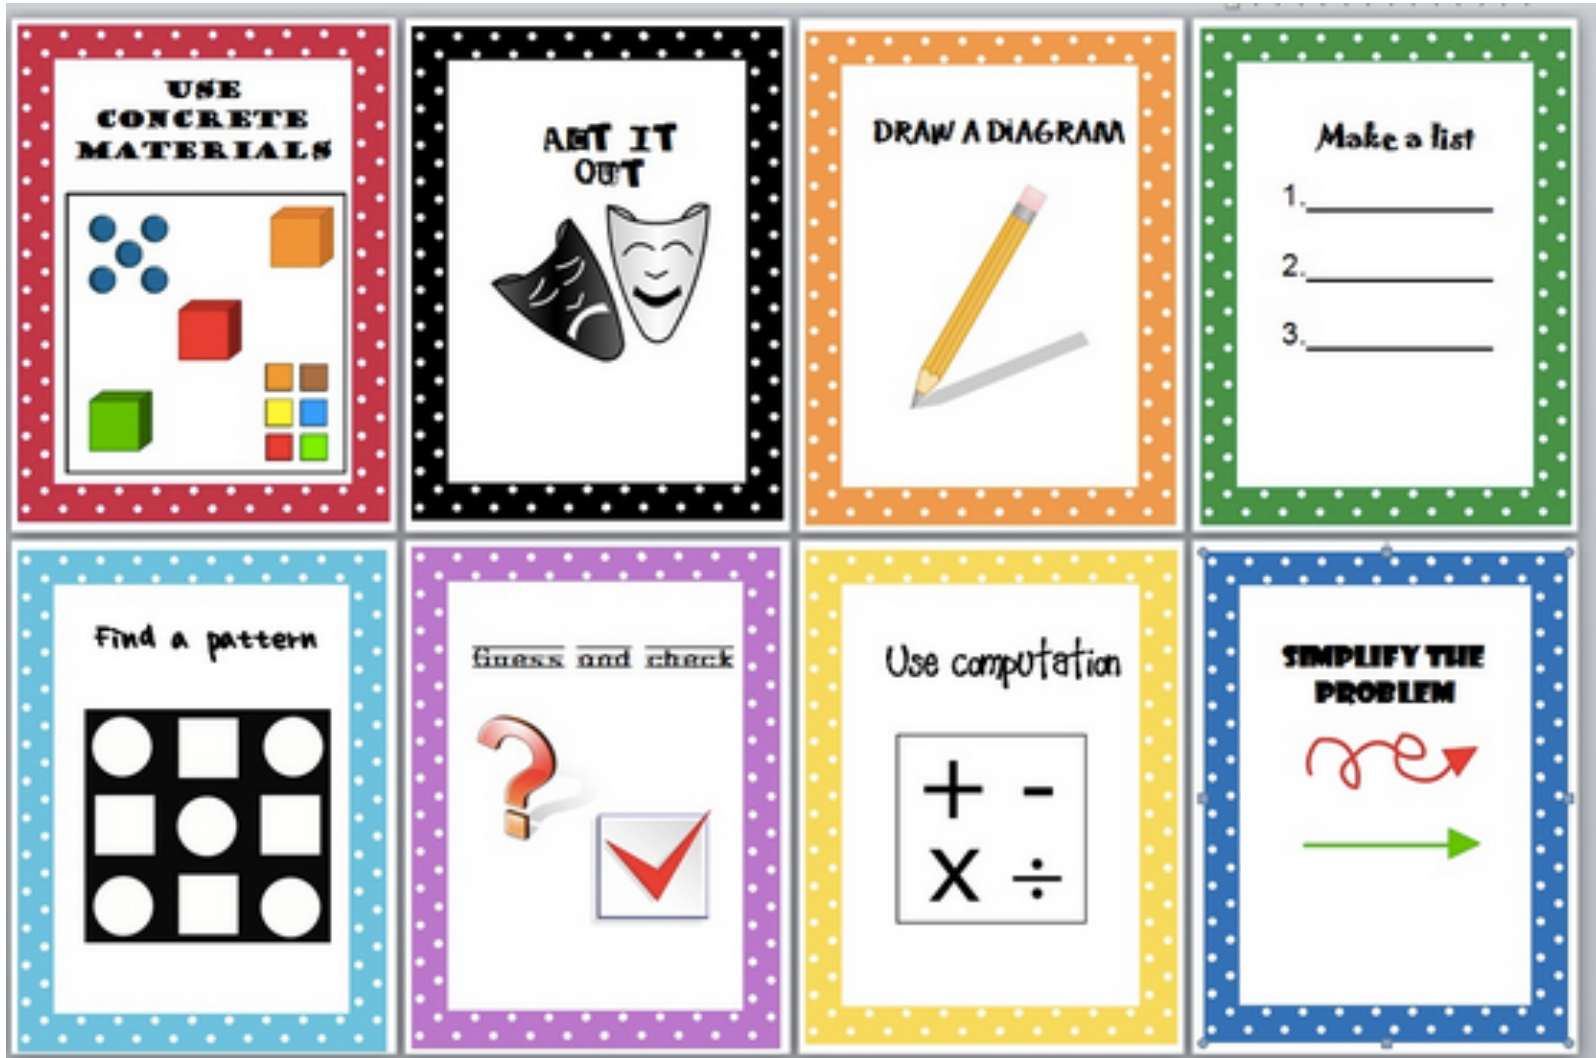 USE
CONCRETE
MATERIALS
ACT IT
OUT
DRAW A DIAGRAM
Make a list
1.
2.
3.
Find a pattern
Guess and check
Use computation
+ -
X ÷
SIMPLIFY THE
PROBLEM